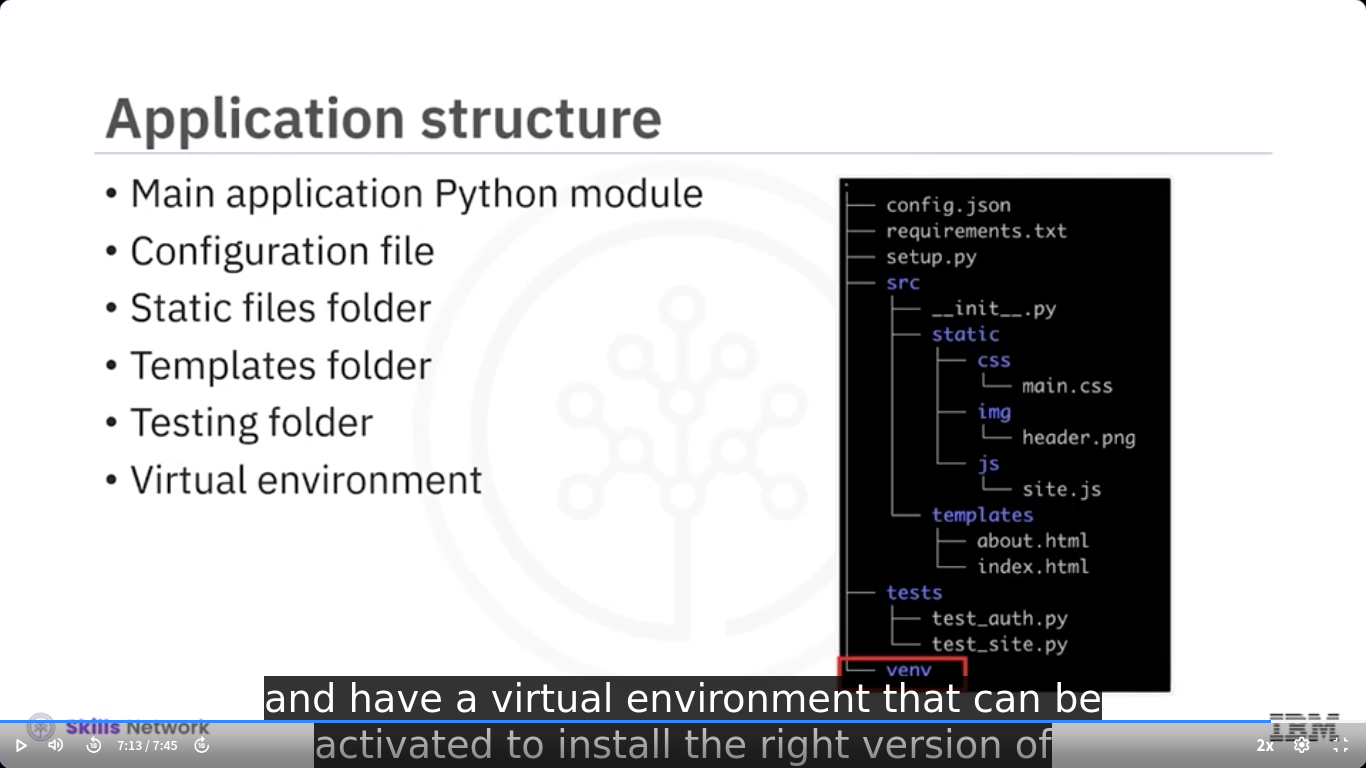 Application structure
• Main application Python module
• Configuration file
• Static files folder
• Templates folder
• Testing folder
• Virtual environment
.
├── config.json
├── requirements.txt
├── setup.py
├── src
│   ├── __init__.py
│   ├── static
│   │   ├── css
│   │   │   └── main.css
│   │   ├── img
│   │   │   └── header.png
│   │   └── js
│   │       └── site.js
│   └── templates
│       ├── about.html
│       └── index.html
├── tests
│   ├── test_auth.py
│   └── test_site.py
└── venv
and have a virtual environment that can be
activated to install the right version of
Skills Network
IBM
10
7:13 / 7:45
10
2x